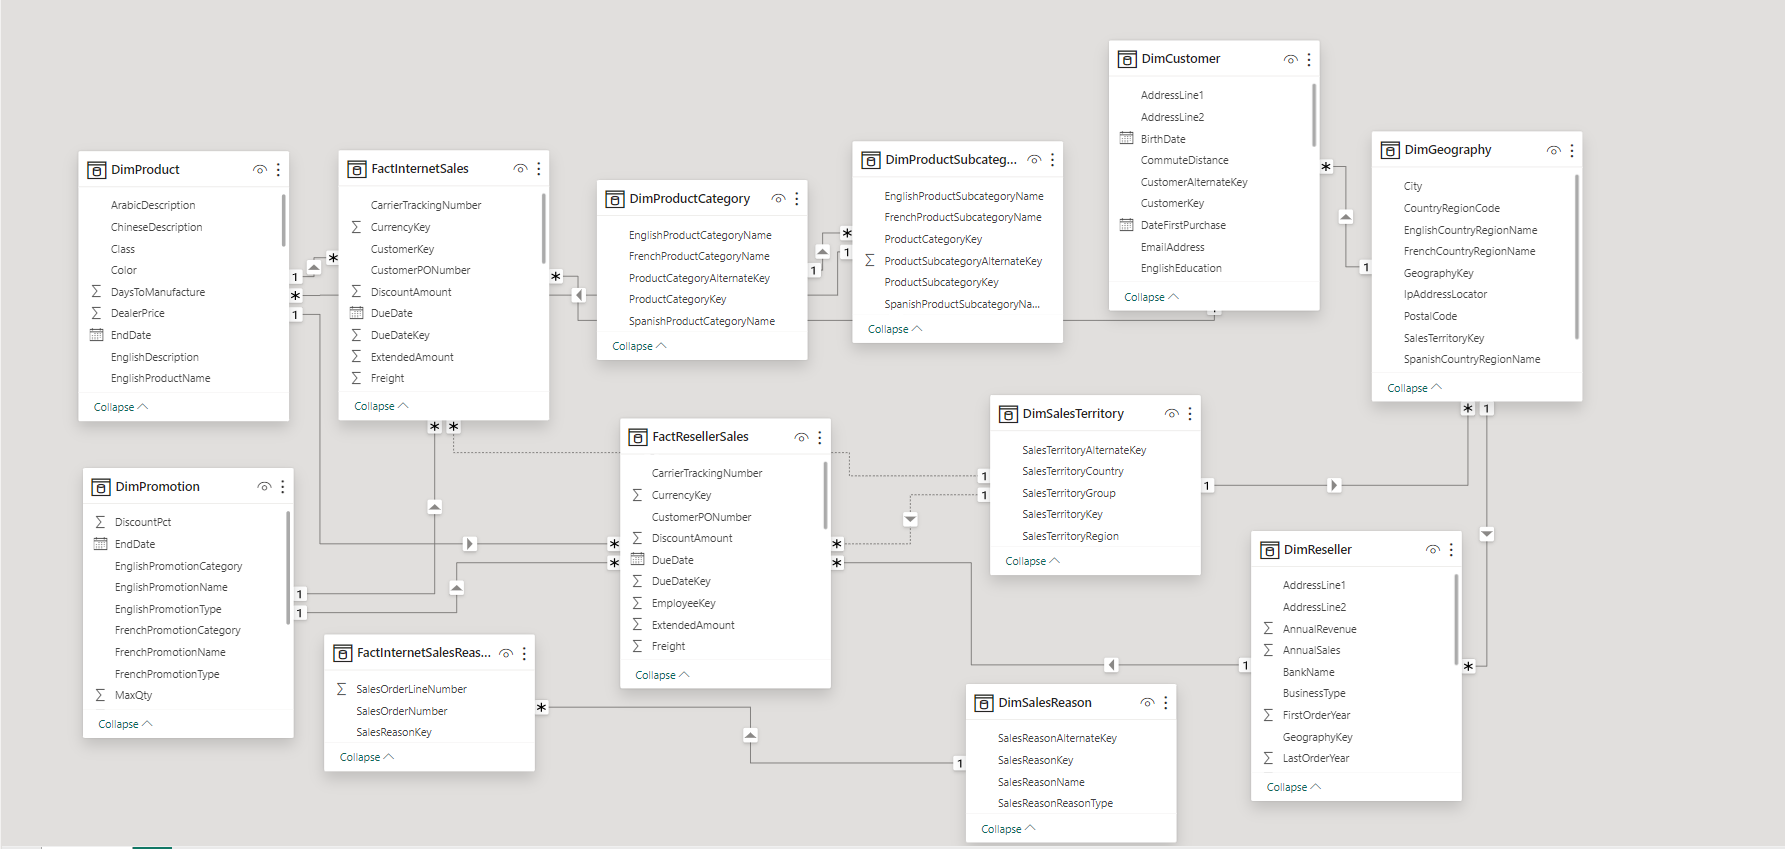 DimProduct
ArabicDescription
ChineseDescription
Class
Color
DaysToManufacture
DealerPrice
EndDate
EnglishDescription
EnglishProductName
Collapse
FactInternetSales
CarrierTrackingNumber
CurrencyKey
CustomerKey
CustomerPONumber
DiscountAmount
DueDate
DueDateKey
ExtendedAmount
Freight
Collapse
DimProductCategory
EnglishProductCategoryName
FrenchProductCategoryName
ProductCategoryAlternateKey
ProductCategoryKey
SpanishProductCategoryName
Collapse
DimProductSubcateg...
EnglishProductSubcategoryName
FrenchProductSubcategoryName
ProductCategoryKey
ProductSubcategoryAlternateKey
ProductSubcategoryKey
SpanishProductSubcategoryNa...
Collapse
DimCustomer
AddressLine1
AddressLine2
BirthDate
CommuteDistance
CustomerAlternateKey
CustomerKey
DateFirstPurchase
EmailAddress
EnglishEducation
Collapse
DimGeography
City
CountryRegionCode
EnglishCountryRegionName
FrenchCountryRegionName
GeographyKey
IpAddressLocator
PostalCode
SalesTerritoryKey
SpanishCountryRegionName
Collapse
DimPromotion
DiscountPct
EndDate
EnglishPromotionCategory
EnglishPromotionName
EnglishPromotionType
FrenchPromotionCategory
FrenchPromotionName
FrenchPromotionType
MaxQty
Collapse
FactInternetSalesReas...
SalesOrderLineNumber
SalesOrderNumber
SalesReasonKey
Collapse
FactResellerSales
CarrierTrackingNumber
CurrencyKey
CustomerPONumber
DiscountAmount
DueDate
DueDateKey
EmployeeKey
ExtendedAmount
Freight
Collapse
DimSalesTerritory
SalesTerritoryAlternateKey
SalesTerritoryCountry
SalesTerritoryGroup
SalesTerritoryKey
SalesTerritoryRegion
Collapse
DimSalesReason
SalesReasonAlternateKey
SalesReasonKey
SalesReasonName
SalesReasonReasonType
Collapse
DimReseller
AddressLine1
AddressLine2
AnnualRevenue
AnnualSales
BankName
BusinessType
FirstOrderYear
GeographyKey
LastOrderYear
Collapse